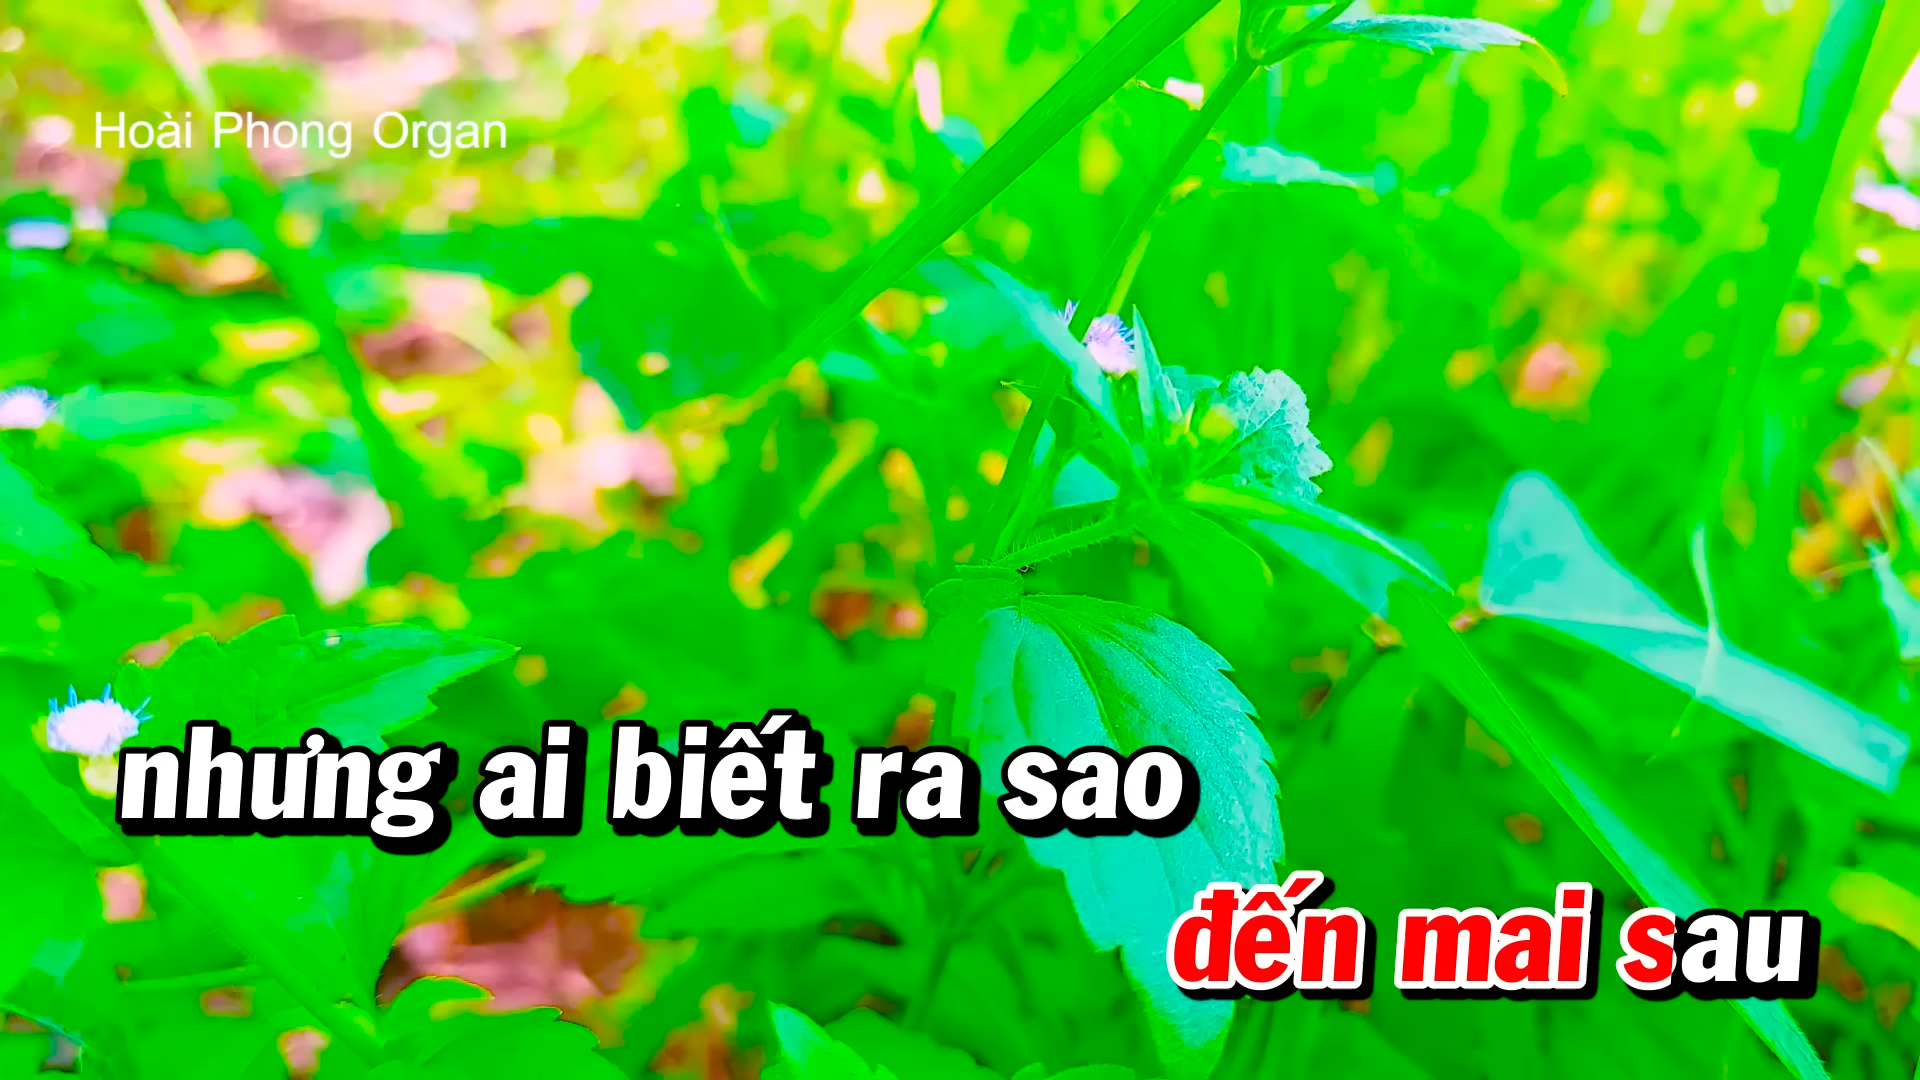 Hoài Phong Organ
nhưng ai biết ra sao
đến mai sau